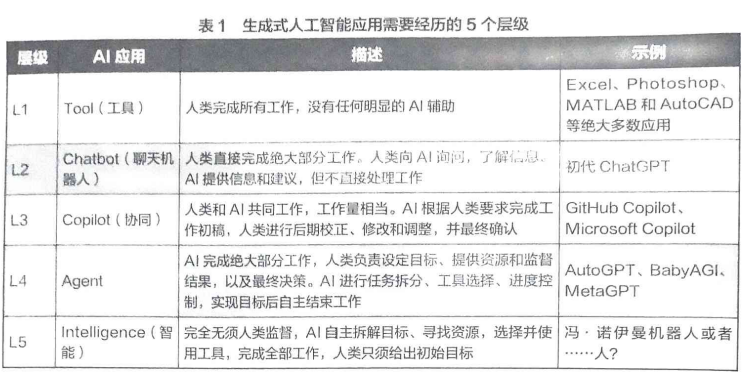 表 1　生成式人工智能应用需要经历的 5 个层级
层级　AI 应用　描述　示例
L1　Tool（工具）　人类完成所有工作，没有任何明显的 AI 辅助　Excel、Photoshop、
MATLAB 和 AutoCAD
等绝大多数应用
L2　Chatbot（聊天机
器人）　人类直接完成绝大部分工作。人类向 AI 询问，了解信息。
AI 提供信息和建议，但不直接处理工作　初代 ChatGPT
L3　Copilot（协同）　人类和 AI 共同工作，工作量相当。AI 根据人类要求完成工
作初稿，人类进行后期校正、修改和调整，并最终确认　GitHub Copilot、
Microsoft Copilot
L4　Agent　AI 完成绝大部分工作，人类负责设定目标、提供资源和监督
结果，以及最终决策。AI 进行任务拆分、工具选择、进度控
制，实现目标后自主结束工作　AutoGPT、BabyAGI、
MetaGPT
L5　Intelligence（智
能）　完全无须人类监督，AI 自主拆解目标、寻找资源，选择并使
用工具，完成全部工作，人类只须给出初始目标　冯·诺伊曼机器人或者
……人？